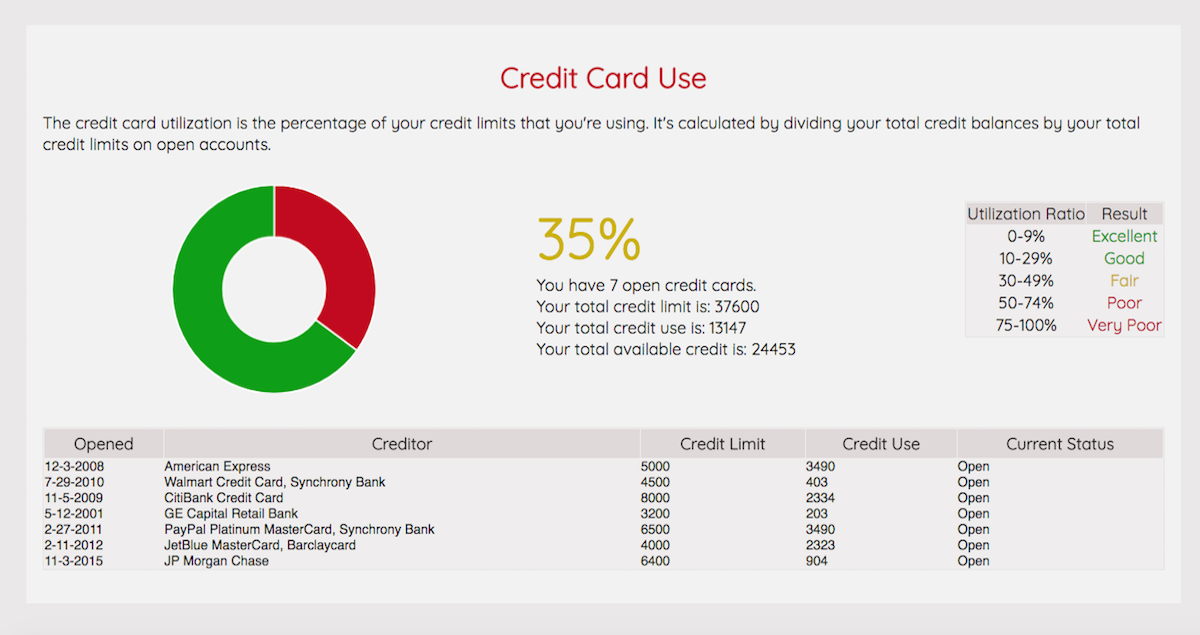 Credit Card Use
The credit card utilization is the percentage of your credit limits that you're using. It's calculated by dividing your total credit balances by your total
credit limits on open accounts.
35%
You have 7 open credit cards.
Your total credit limit is: 37600
Your total credit use is: 13147
Your total available credit is: 24453
Utilization Ratio Result
0-9% Excellent
10-29% Good
30-49% Fair
50-74% Poor
75-100% Very Poor
Opened Creditor Credit Limit Credit Use Current Status
12-3-2008 American Express 5000 3490 Open
7-29-2010 Walmart Credit Card, Synchrony Bank 4500 403 Open
11-5-2009 CitiBank Credit Card 8000 2334 Open
5-12-2001 GE Capital Retail Bank 3200 203 Open
2-27-2011 PayPal Platinum MasterCard, Synchrony Bank 6500 3490 Open
2-11-2012 JetBlue MasterCard, Barclaycard 4000 2323 Open
11-3-2015 JP Morgan Chase 6400 904 Open